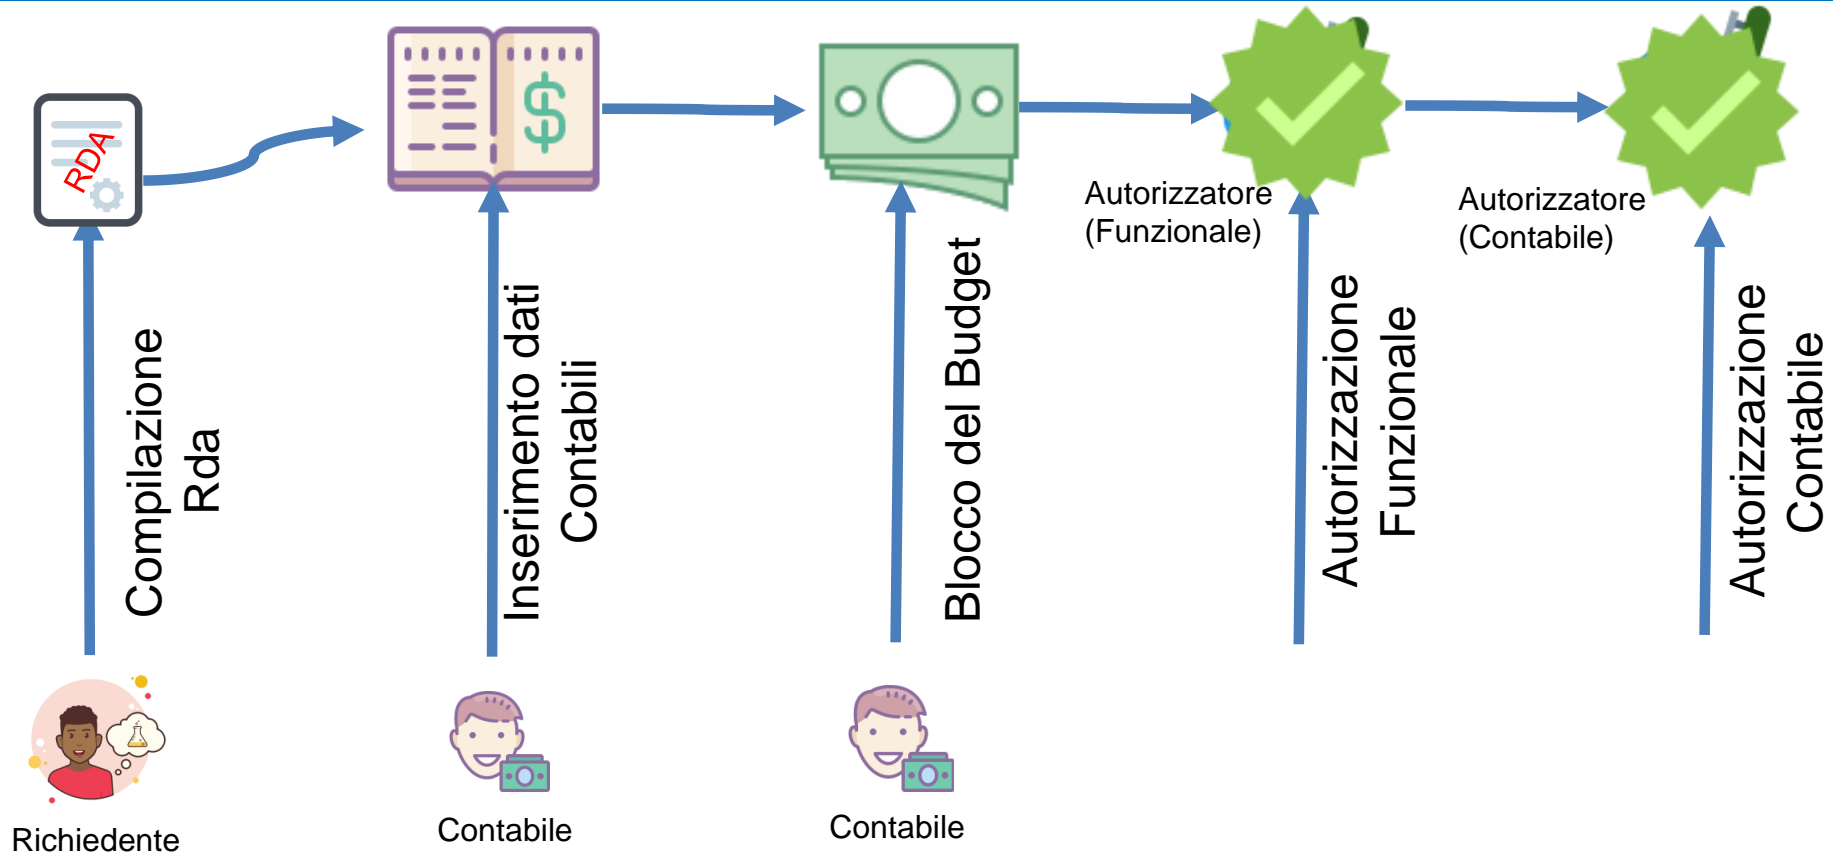 RDA
$
Autorizzatore
(Funzionale)
Autorizzatore
(Contabile)
Compilazione
Rda
Inserimento dati
Contabili
Blocco del Budget
Autorizzazione
Funzionale
Autorizzazione
Contabile
Richiedente
Contabile
Contabile